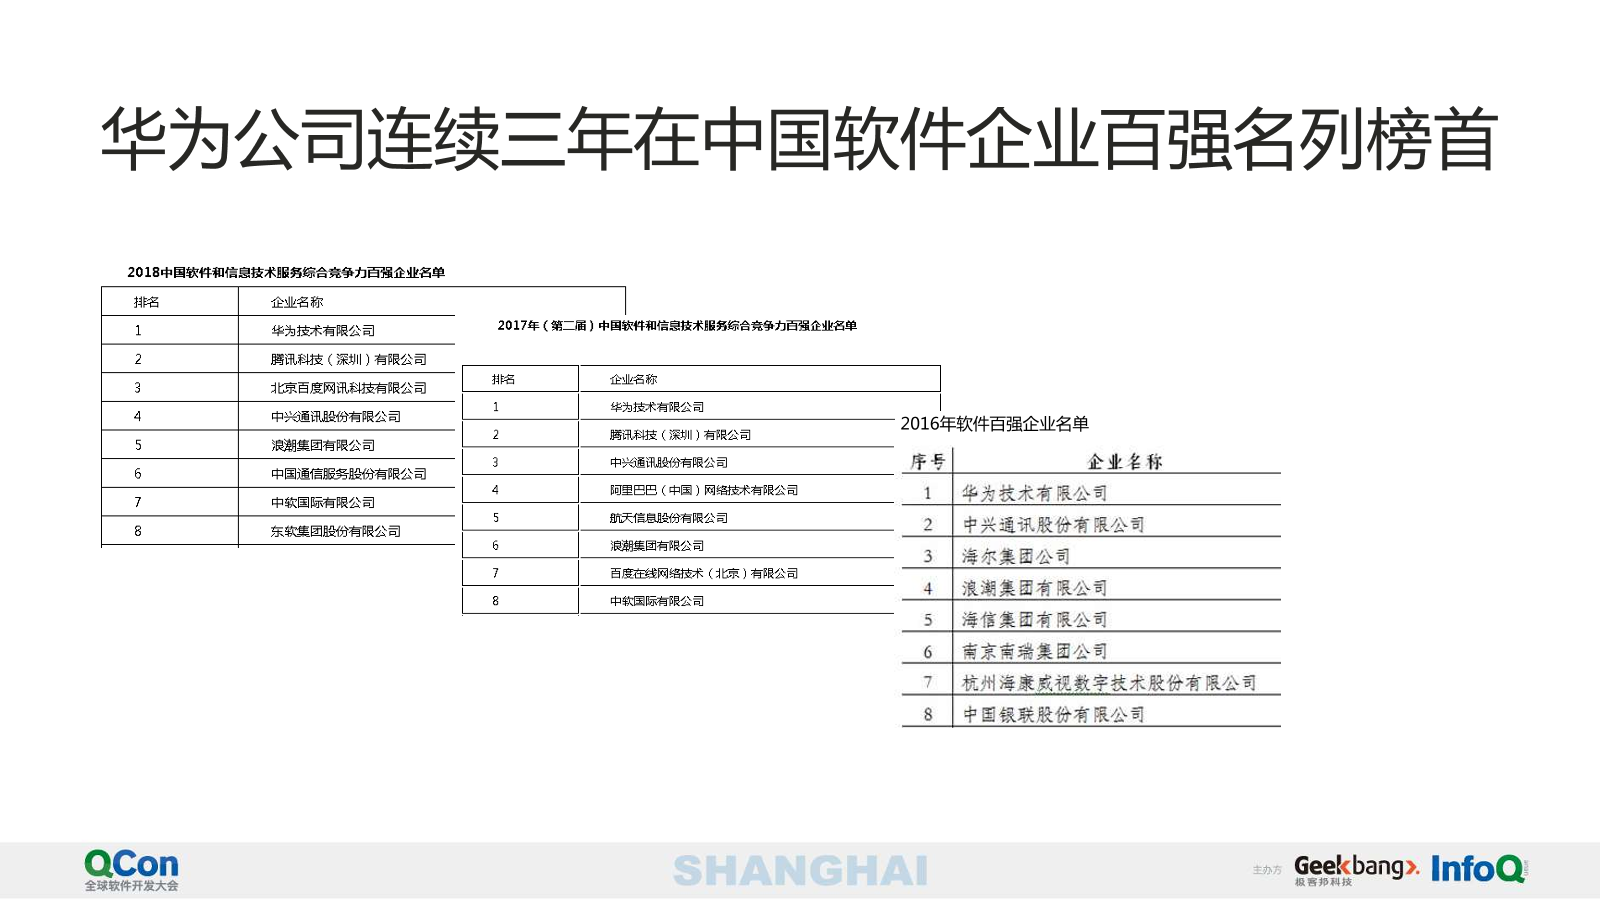 华为公司连续三年在中国软件企业百强名列榜首
2018中国软件和信息技术服务综合竞争力百强企业名单
排名 企业名称
1 华为技术有限公司
2 腾讯科技（深圳）有限公司
3 北京百度网讯科技有限公司
4 中兴通讯股份有限公司
5 浪潮集团有限公司
6 中国通信服务股份有限公司
7 中软国际有限公司
8 东软集团股份有限公司
2017年（第二届）中国软件和信息技术服务综合竞争力百强企业名单
排名 企业名称
1 华为技术有限公司
2 腾讯科技（深圳）有限公司
3 中兴通讯股份有限公司
4 阿里巴巴（中国）网络技术有限公司
5 航天信息股份有限公司
6 浪潮集团有限公司
7 百度在线网络技术（北京）有限公司
8 中软国际有限公司
2016年软件百强企业名单
序号 企业名称
1 华为技术有限公司
2 中兴通讯股份有限公司
3 海尔集团公司
4 浪潮集团有限公司
5 海信集团有限公司
6 南京南瑞集团公司
7 杭州海康威视数字技术股份有限公司
8 中国银联股份有限公司
QCon
全球软件开发大会
SHANGHAI
主办方
Geekbang>.
极客邦科技
InfoQ